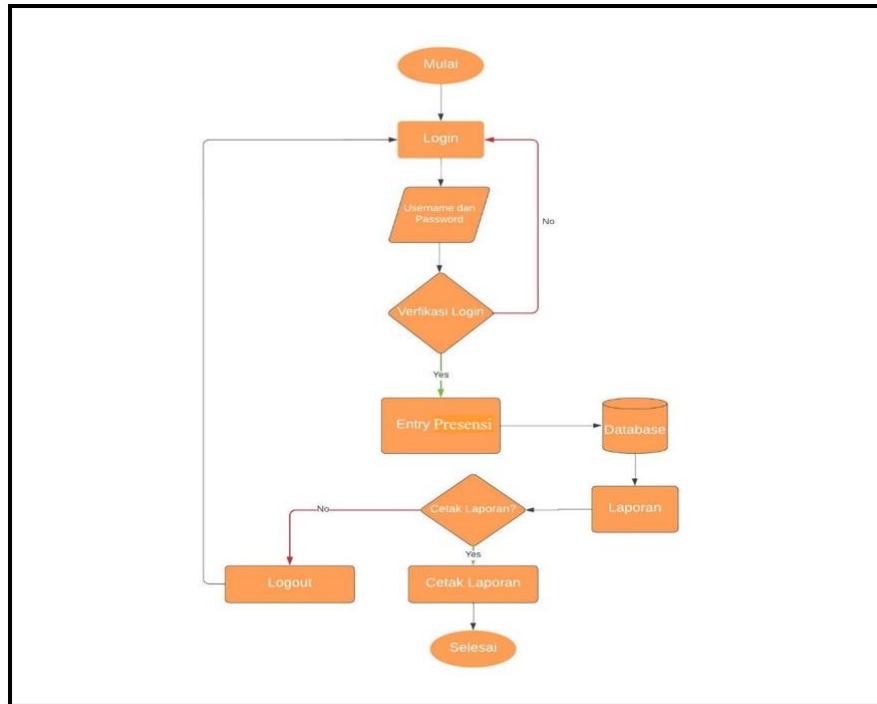 Mulai
Login
Username dan
Password
No
Verfikasi Login
Yes
Entry Presensi
Database
Cetak Laporan?
Laporan
No
Yes
Logout
Cetak Laporan
Selesai